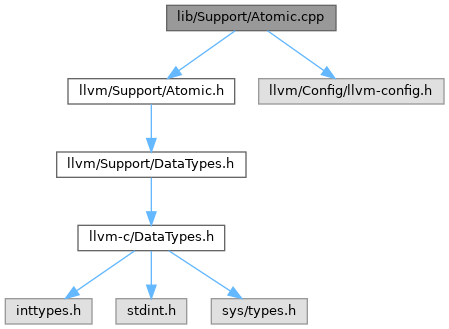 lib/Support/Atomic.cpp
llvm/Support/Atomic.h
llvm/Config/llvm-config.h
llvm/Support/DataTypes.h
llvm-c/DataTypes.h
inttypes.h
stdint.h
sys/types.h